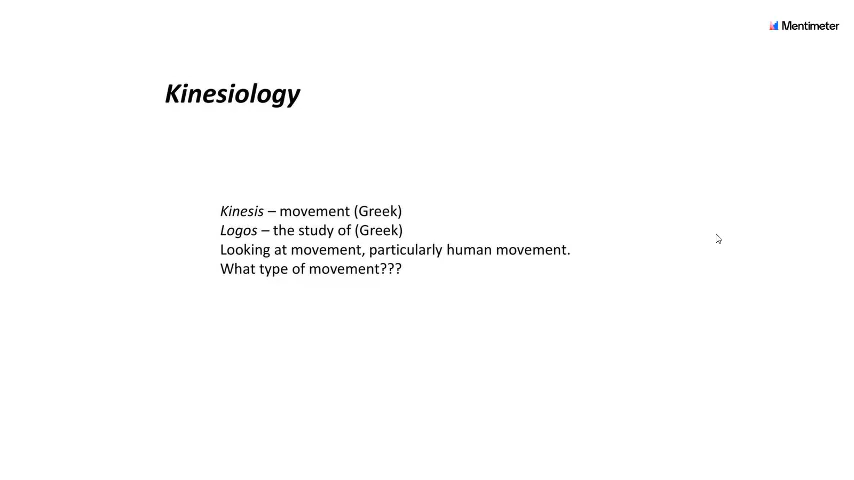 Mentimeter
Kinesiology
Kinesis – movement (Greek)
Logos – the study of (Greek)
Looking at movement, particularly human movement.
What type of movement???